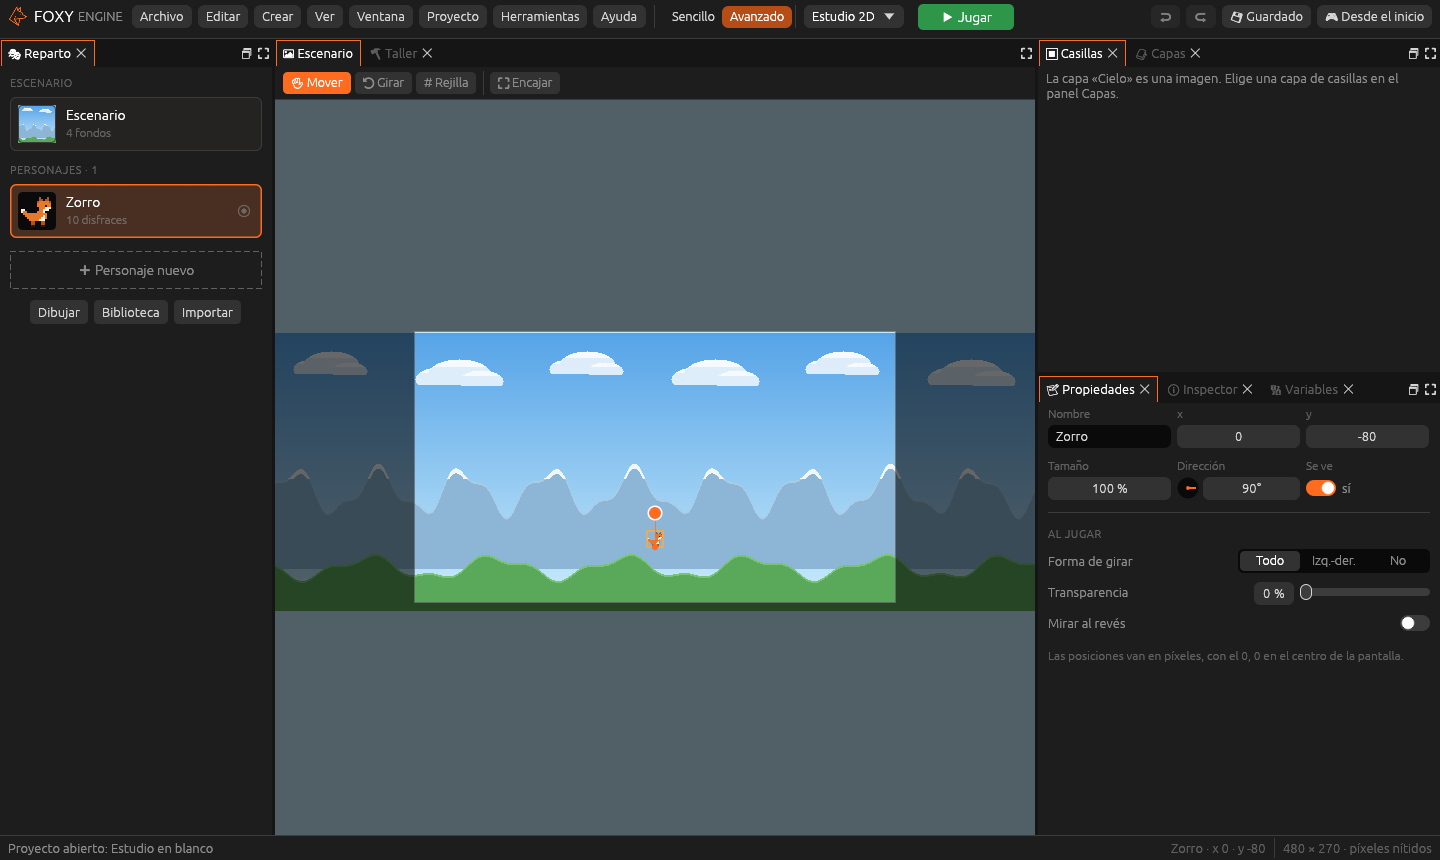 FOXY ENGINE Archivo Editar Crear Ver Ventana Proyecto Herramientas Ayuda Sencillo Avanzado Estudio 2D Jugar Guardado Desde el inicio
Reparto
ESCENARIO
Escenario
4 fondos
PERSONAJES · 1
Zorro
10 disfraces
+ Personaje nuevo
Dibujar Biblioteca Importar
Escenario Taller
Mover Girar # Rejilla Encajar
Casillas Capas
La capa «Cielo» es una imagen. Elige una capa de casillas en el
panel Capas.
Propiedades Inspector Variables
Nombre x y
Zorro 0 -80
Tamaño Dirección Se ve
100 % 90° sí
AL JUGAR
Forma de girar Todo Izq.-der. No
Transparencia 0 %
Mirar al revés
Las posiciones van en píxeles, con el 0, 0 en el centro de la pantalla.
Proyecto abierto: Estudio en blanco
Zorro · x 0 · y -80 480 × 270 · píxeles nítidos